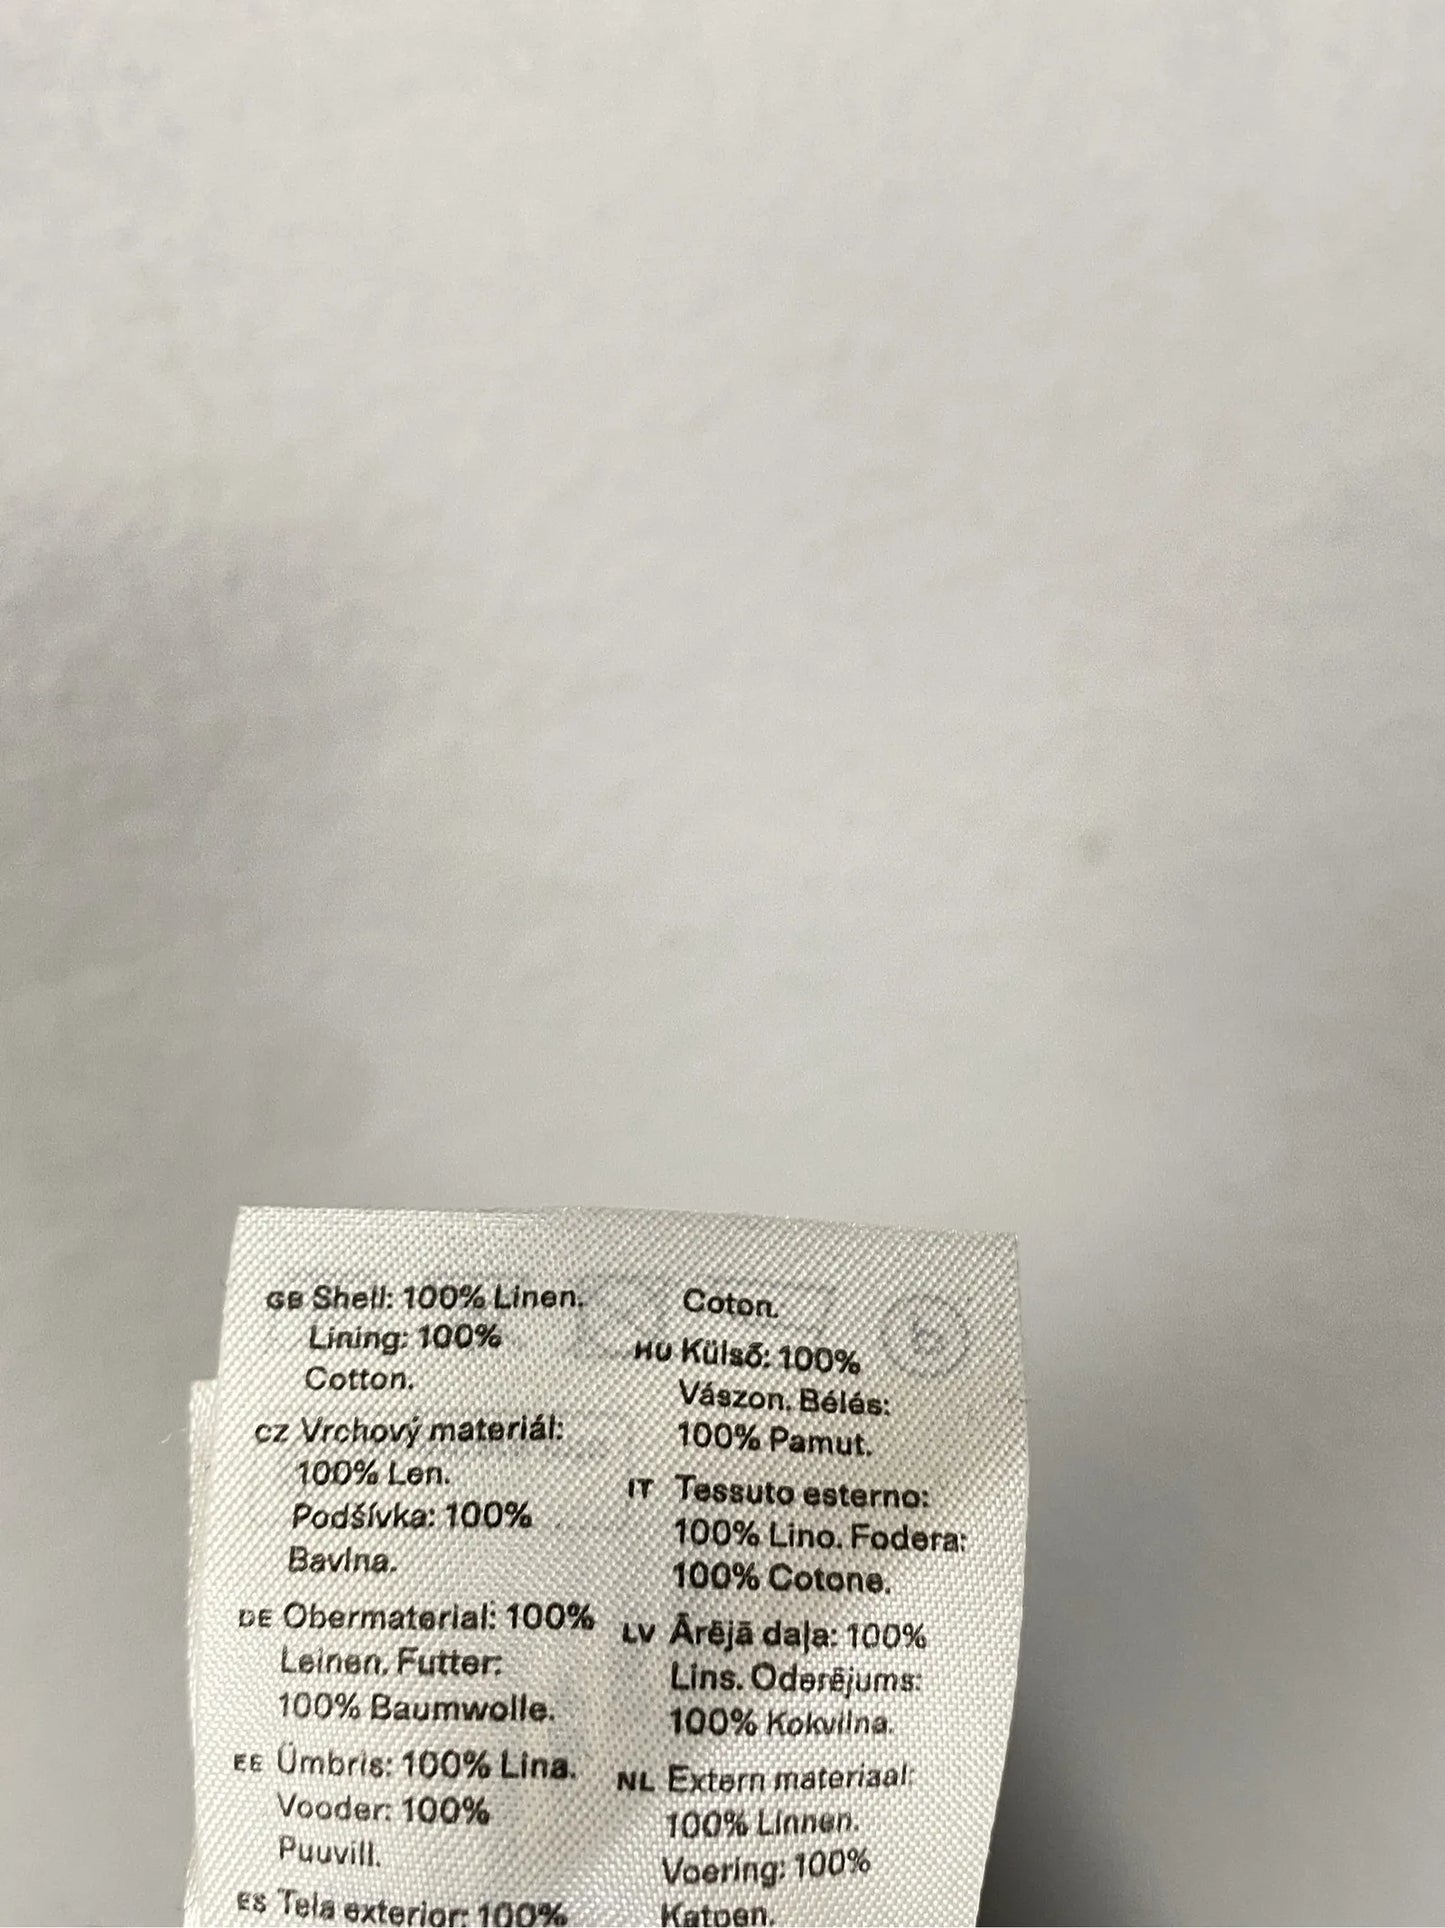 GB Shell: 100% Linen.
Lining: 100%
Cotton.
CZ Vrchový materiál:
100% Len.
Podšívka: 100%
Bavlna.
DE Obermaterial: 100%
Leinen. Futter:
100% Baumwolle.
EE Ümbris: 100% Lina.
Vooder: 100%
Puuvill.
ES Tela exterior: 100%
Coton.
HU Külső: 100%
Vászon. Bélés:
100% Pamut.
IT Tessuto esterno:
100% Lino. Fodera:
100% Cotone.
LV Ārējā daļa: 100%
Lins. Oderējums:
100% Kokvilna.
NL Extern materiaal:
100% Linnen.
Voering: 100%
Katoen.